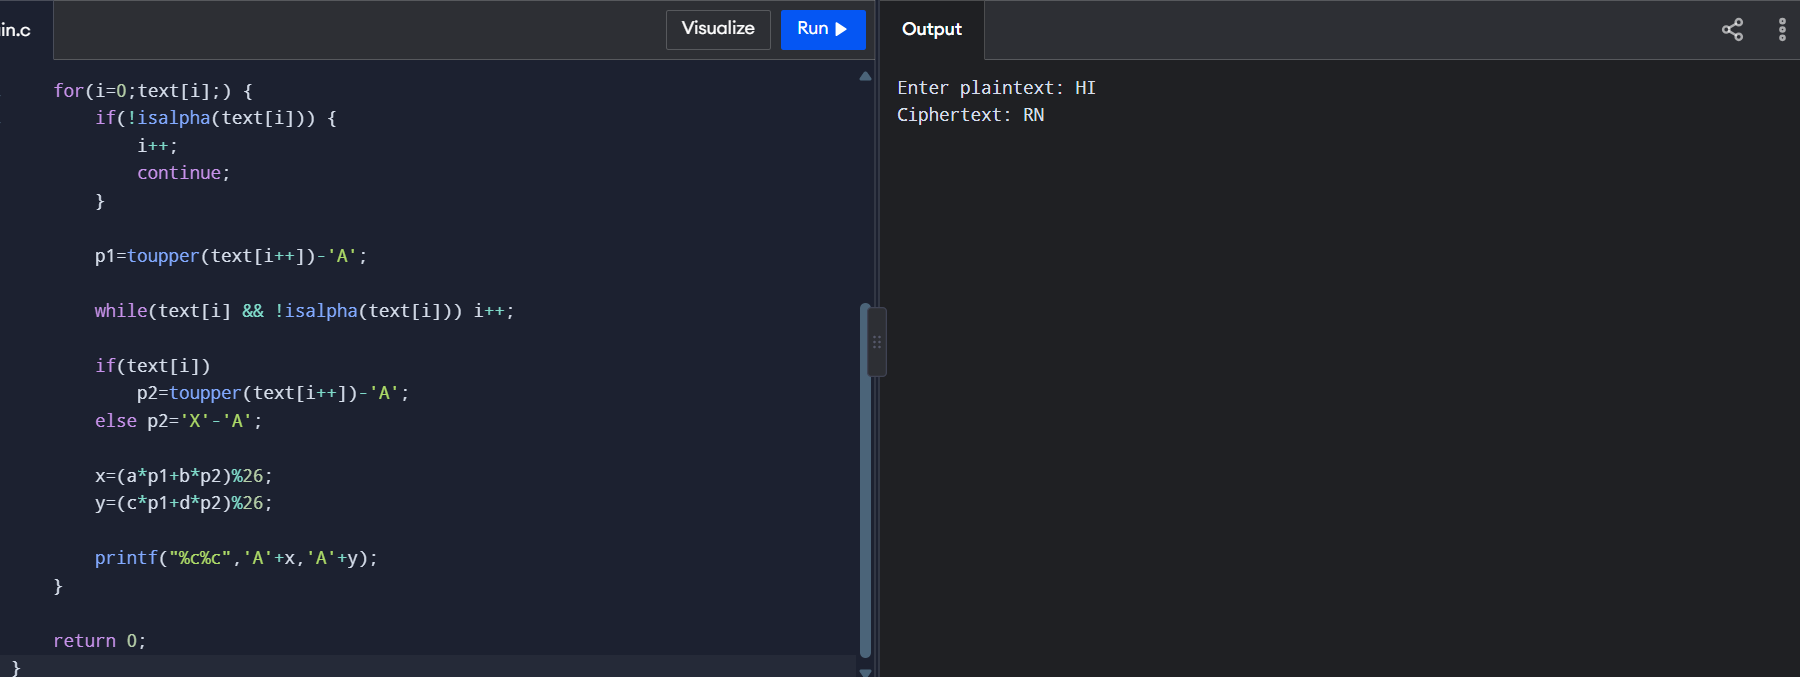 in.c
Visualize
Run
Output
for(i=0;text[i];) {
if(!isalpha(text[i])) {
i++;
continue;
}
p1=toupper(text[i++])-'A';
while(text[i] && !isalpha(text[i])) i++;
if(text[i])
p2=toupper(text[i++])-'A';
else p2='X'-'A';
x=(a*p1+b*p2)%26;
y=(c*p1+d*p2)%26;
printf("%c%c",'A'+x,'A'+y);
}
return 0;
}
Enter plaintext: HI
Ciphertext: RN